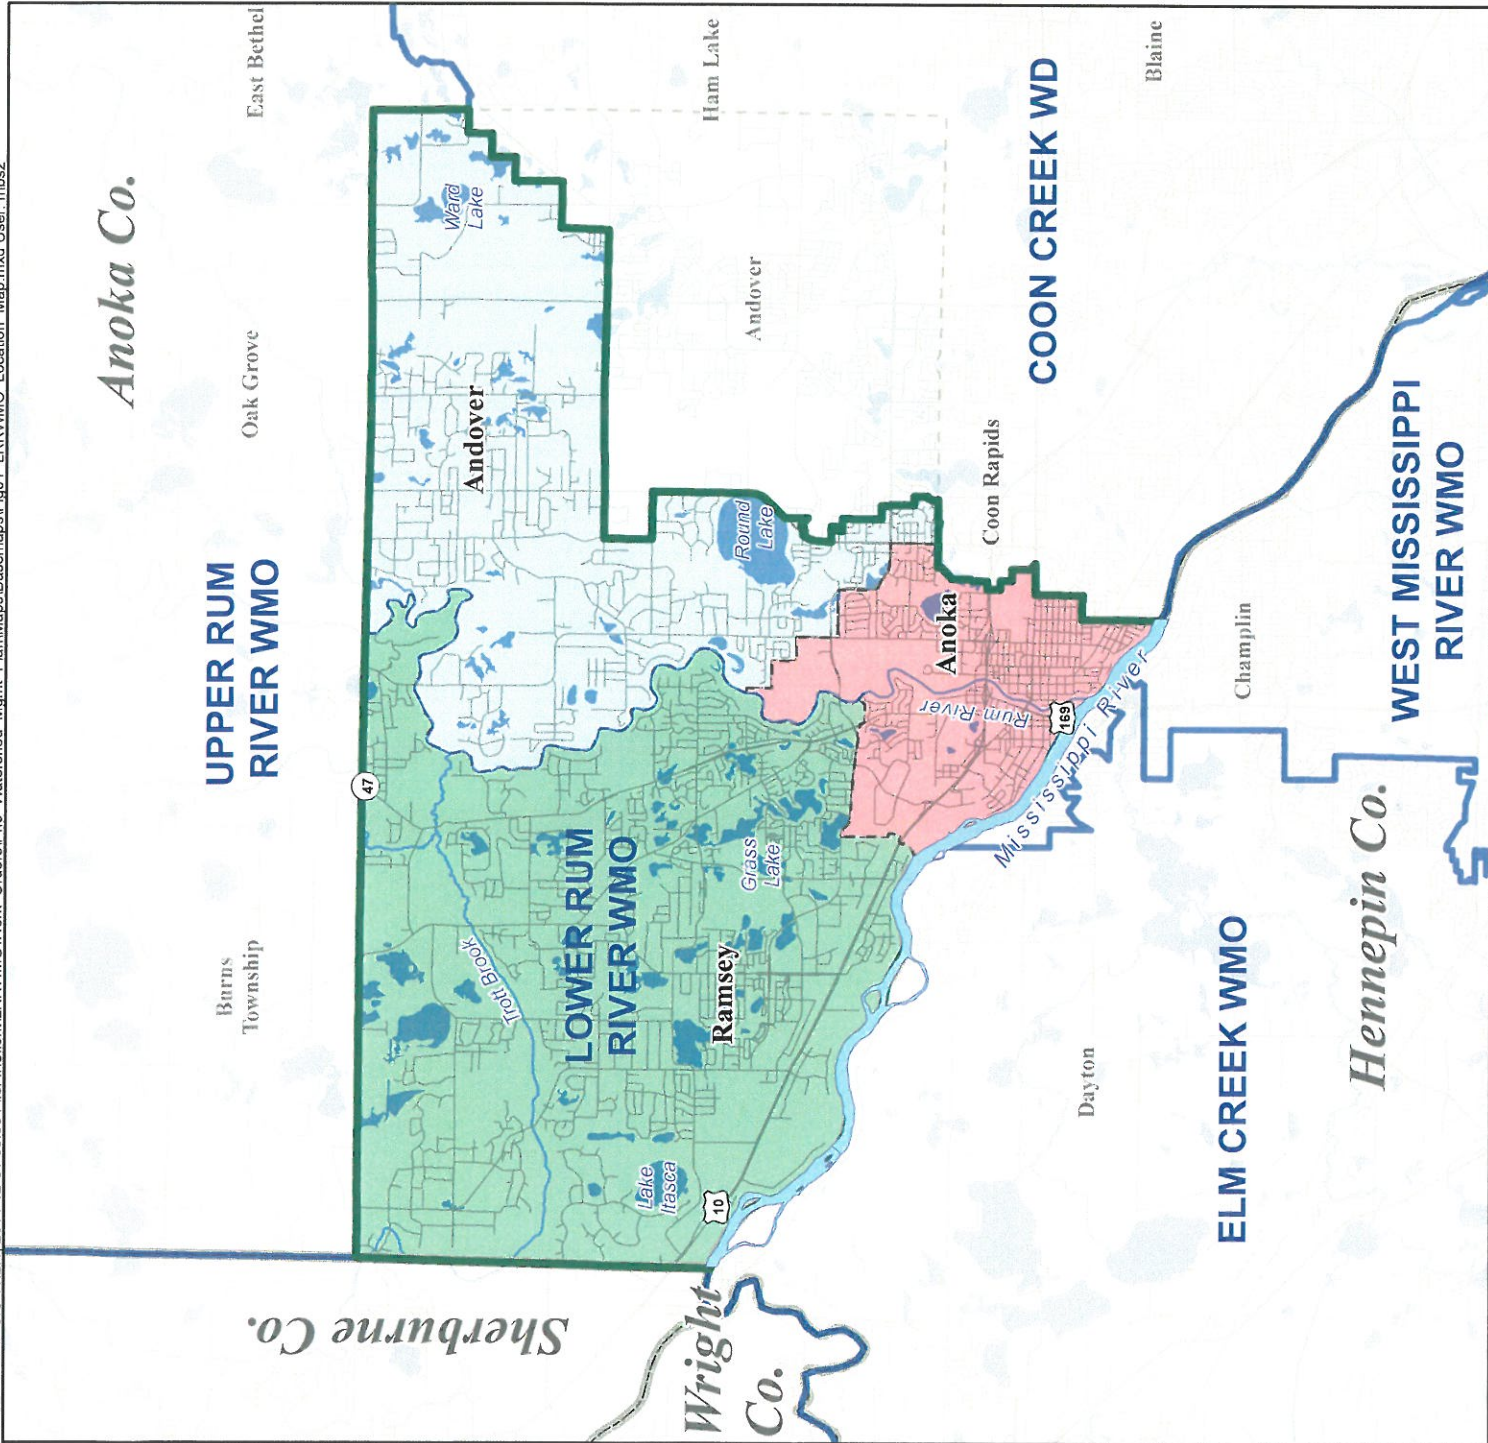 Anoka Co.
East Bethel
Oak Grove
Ham Lake
Blaine
Ward
Lake
Andover
Andover
COON CREEK WD
UPPER RUM
RIVER WMO
Round
Lake
Coon Rapids
Anoka
47
Rum River
169
Mississippi River
Champlin
WEST MISSISSIPPI
RIVER WMO
Burns
Township
Trott Brook
LOWER RUM
RIVER WMO
Grass
Lake
Ramsey
Lake
Itasca
10
Dayton
ELM CREEK WMO
Hennepin Co.
Sherburne Co.
Wright
Co.